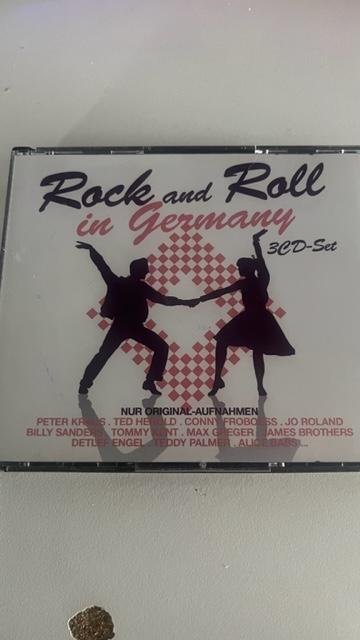 Rock and Roll
in Germany
3CD-Set
NUR ORIGINAL-AUFNAHMEN
PETER KRAUS . TED HEROLD . CONNY FROBOESS . JO ROLAND
BILLY SANDERS . TOMMY KENT . MAX GREGER . JAMES BROTHERS
DETLEF ENGEL . TEDDY PALMER . ALICE BABS ...